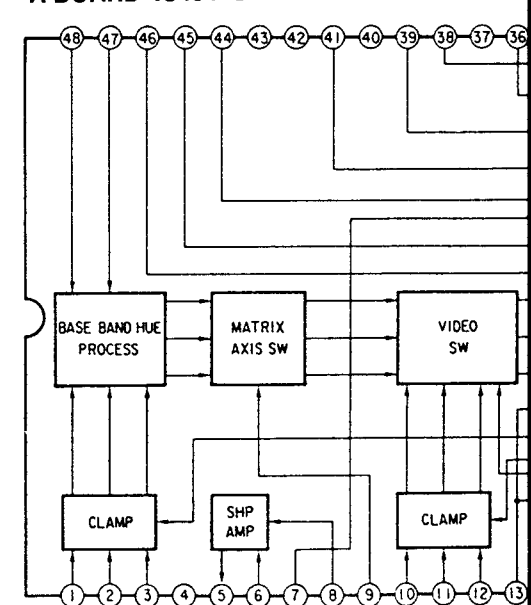 48 47 46 45 44 43 42 41 40 39 38 37 36
BASE BAND HUE
PROCESS
MATRIX
AXIS SW
VIDEO
SW
CLAMP
SHP
AMP
CLAMP
1 2 3 4 5 6 7 8 9 10 11 12 13